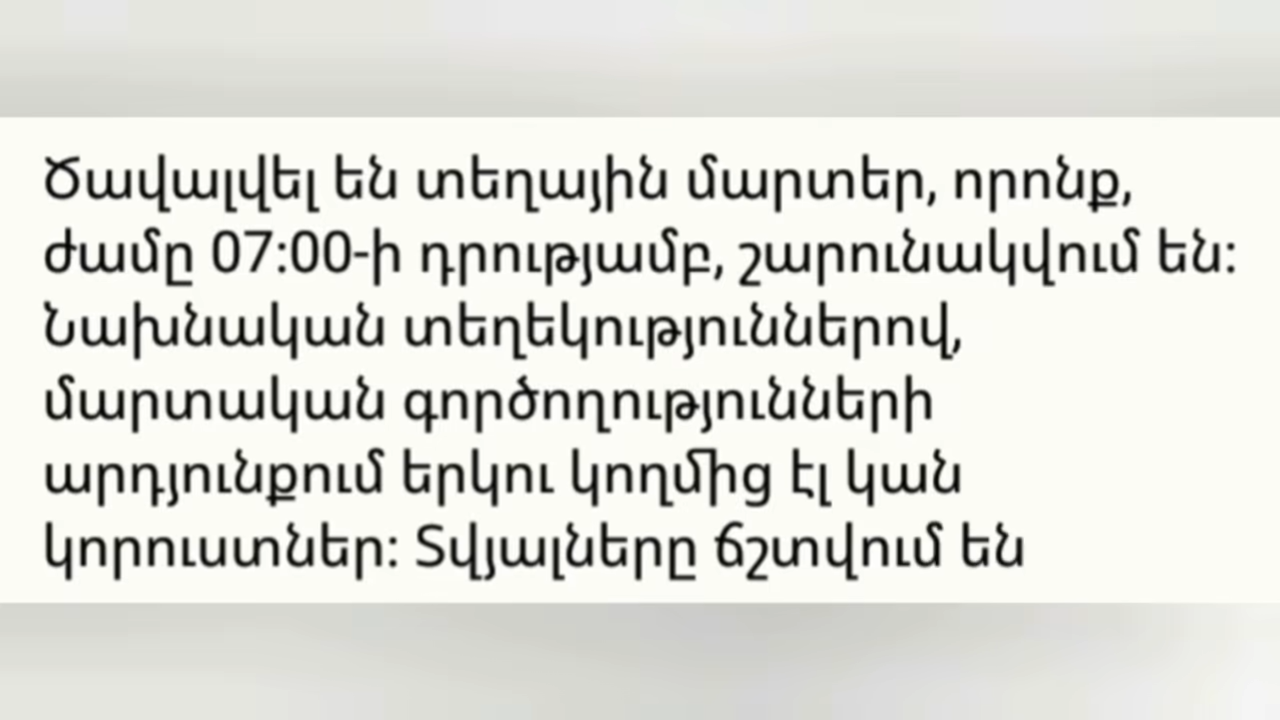 Ծավալվել են տեղային մարտեր, որոնք,
ժամը 07:00-ի դրությամբ, շարունակվում են:
Նախնական տեղեկություններով,
մարտական գործողությունների
արդյունքում երկու կողմից էլ կան
կորուստներ: Տվյալները ճշտվում են